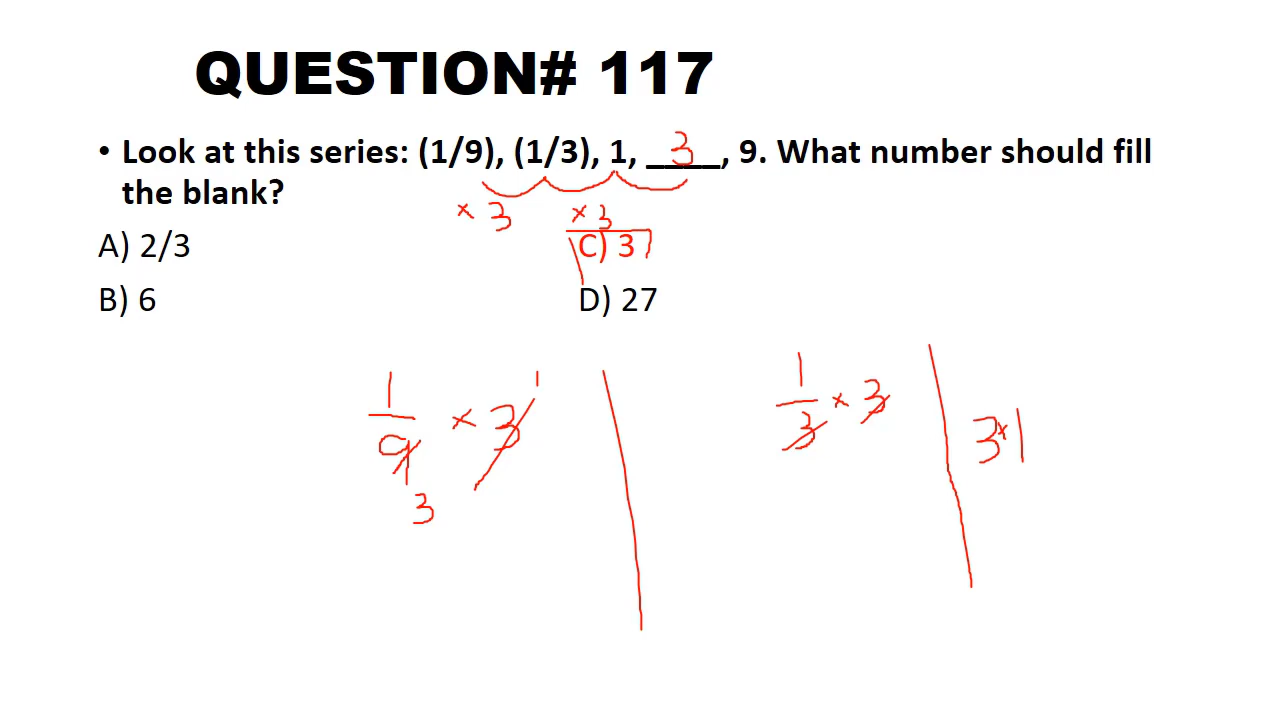 QUESTION# 117
• Look at this series: (1/9), (1/3), 1, __3__, 9. What number should fill
the blank?
× 3 × 3
A) 2/3 C) 3
B) 6 D) 27
1 1 1
9 × 3 3 × 3 3×1
3